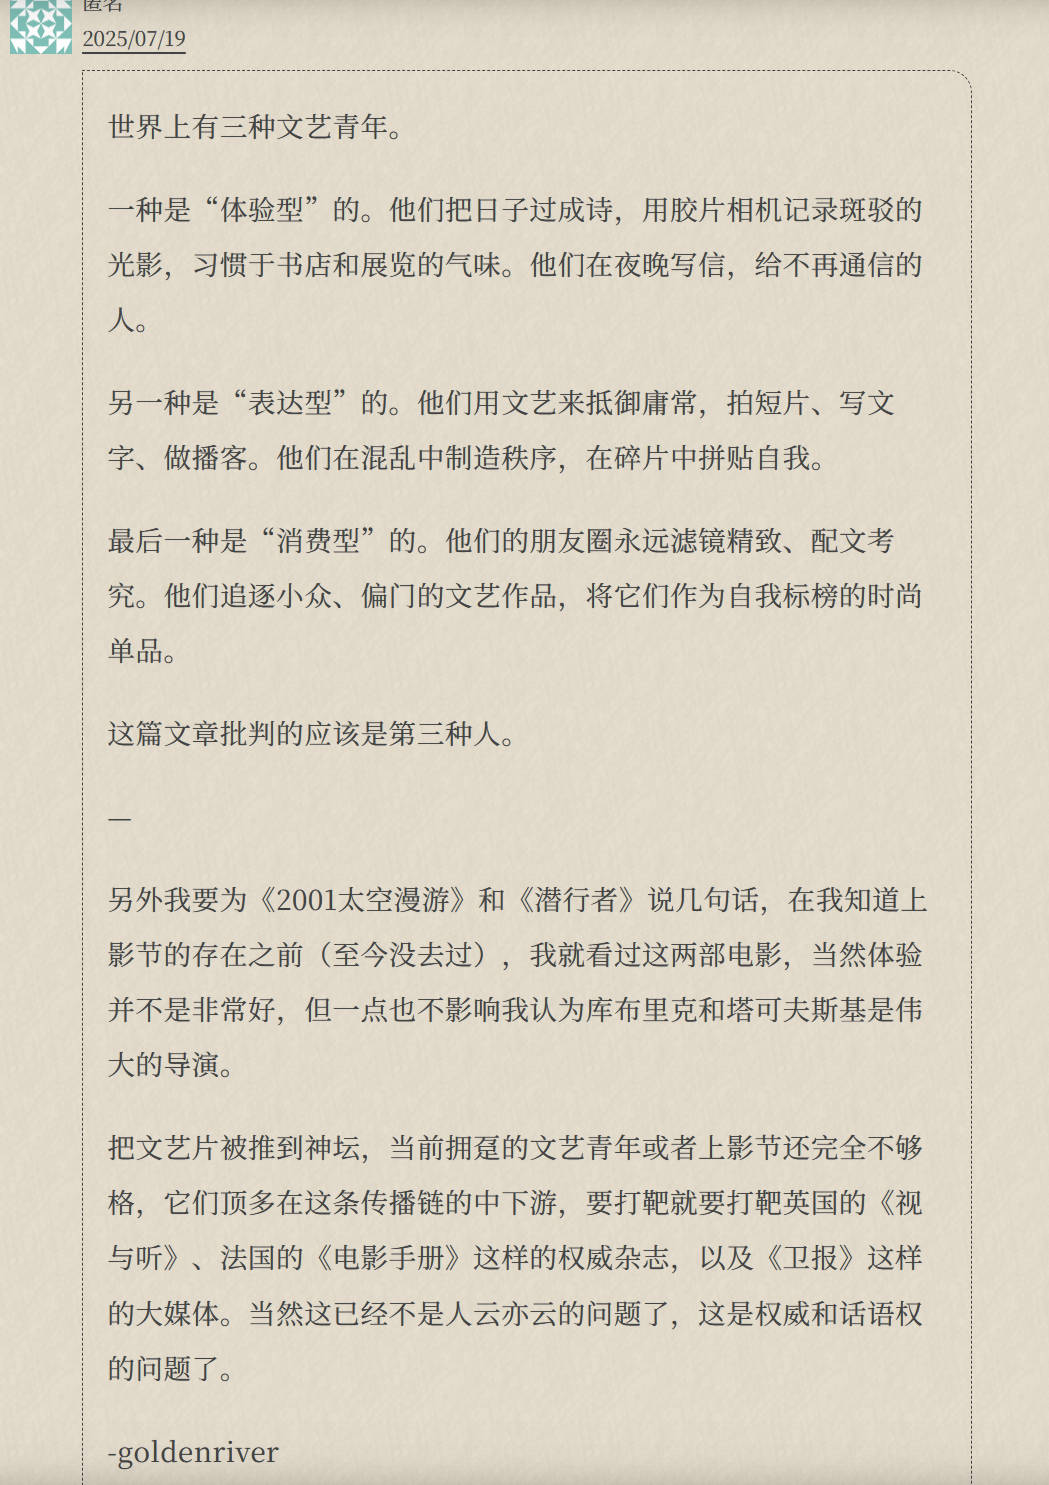 匿名
2025/07/19
世界上有三种文艺青年。
一种是“体验型”的。他们把日子过成诗，用胶片相机记录斑驳的
光影，习惯于书店和展览的气味。他们在夜晚写信，给不再通信的
人。
另一种是“表达型”的。他们用文艺来抵御庸常，拍短片、写文
字、做播客。他们在混乱中制造秩序，在碎片中拼贴自我。
最后一种是“消费型”的。他们的朋友圈永远滤镜精致、配文考
究。他们追逐小众、偏门的文艺作品，将它们作为自我标榜的时尚
单品。
这篇文章批判的应该是第三种人。
—
另外我要为《2001太空漫游》和《潜行者》说几句话，在我知道上
影节的存在之前（至今没去过），我就看过这两部电影，当然体验
并不是非常好，但一点也不影响我认为库布里克和塔可夫斯基是伟
大的导演。
把文艺片被推到神坛，当前拥趸的文艺青年或者上影节还完全不够
格，它们顶多在这条传播链的中下游，要打靶就要打靶英国的《视
与听》、法国的《电影手册》这样的权威杂志，以及《卫报》这样
的大媒体。当然这已经不是人云亦云的问题了，这是权威和话语权
的问题了。
-goldenriver